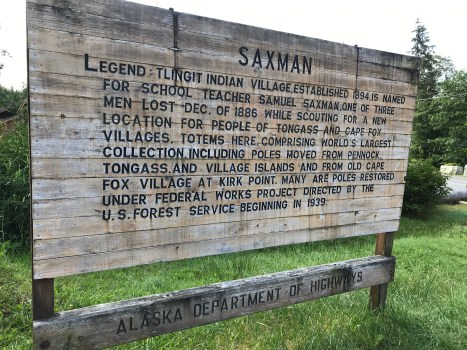 SAXMAN
LEGEND: TLINGIT INDIAN VILLAGE, ESTABLISHED 1894, IS NAMED
FOR SCHOOL TEACHER SAMUEL SAXMAN, ONE OF THREE
MEN LOST DEC. OF 1886 WHILE SCOUTING FOR A NEW
LOCATION FOR PEOPLE OF TONGASS AND CAPE FOX
VILLAGES. TOTEMS HERE, COMPRISING WORLD'S LARGEST
COLLECTION, INCLUDING POLES MOVED FROM PENNOCK,
TONGASS, AND VILLAGE ISLANDS AND FROM OLD CAPE
FOX VILLAGE AT KIRK POINT. MANY ARE POLES RESTORED
UNDER FEDERAL WORKS PROJECT DIRECTED BY THE
U.S. FOREST SERVICE BEGINNING IN 1939.
ALASKA DEPARTMENT OF HIGHWAYS